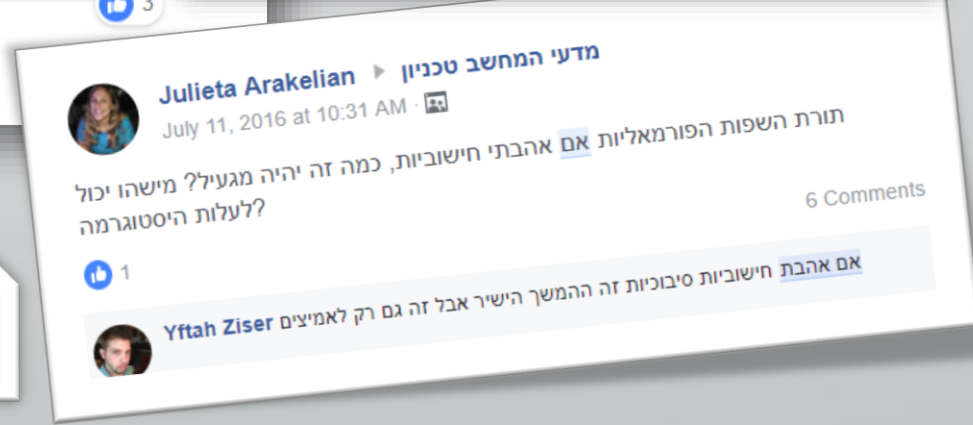 3
Julieta Arakelian ▸ מדעי המחשב טכניון
July 11, 2016 at 10:31 AM ·
תורת השפות הפורמאליות אם אהבתי חישוביות, כמה זה יהיה מגעיל? מישהו יכול
לעלות היסטוגרמה?
6 Comments
1
Yftah Ziser אם אהבת חישוביות סיבוכיות זה ההמשך הישיר אבל זה גם רק לאמיצים